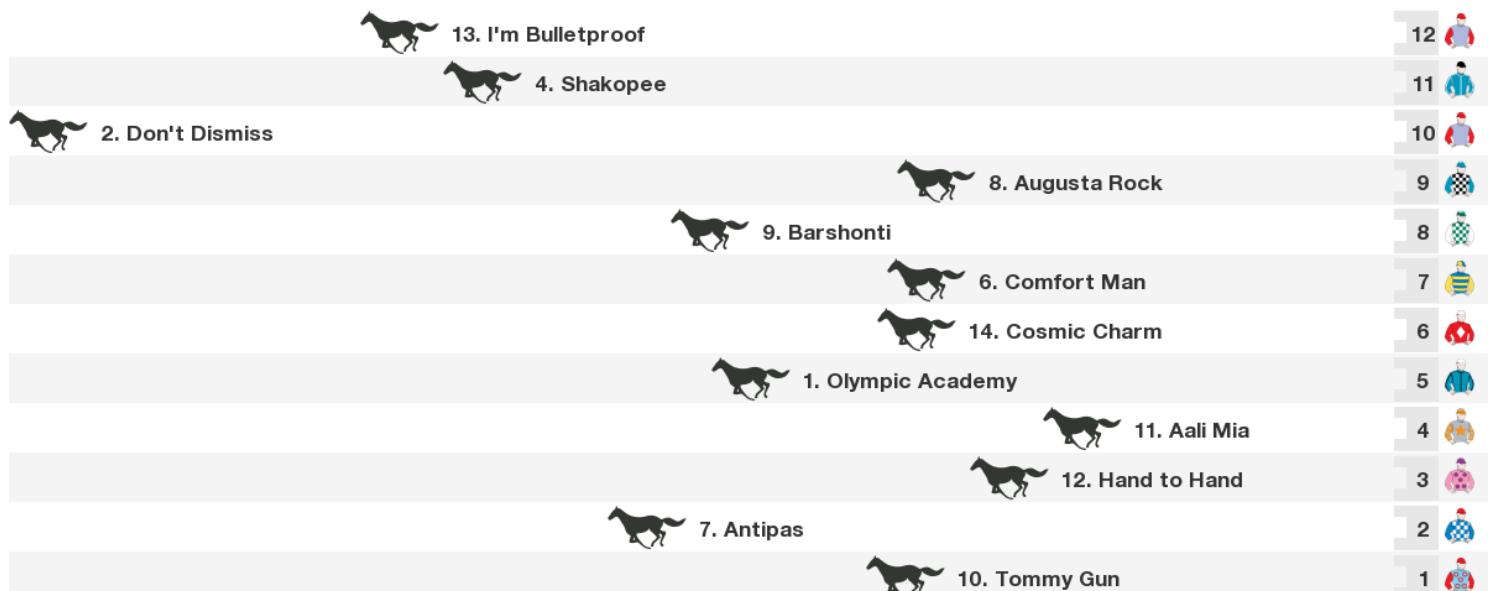 13. I'm Bulletproof 12
4. Shakopee 11
2. Don't Dismiss 10
8. Augusta Rock 9
9. Barshonti 8
6. Comfort Man 7
14. Cosmic Charm 6
1. Olympic Academy 5
11. Aali Mia 4
12. Hand to Hand 3
7. Antipas 2
10. Tommy Gun 1